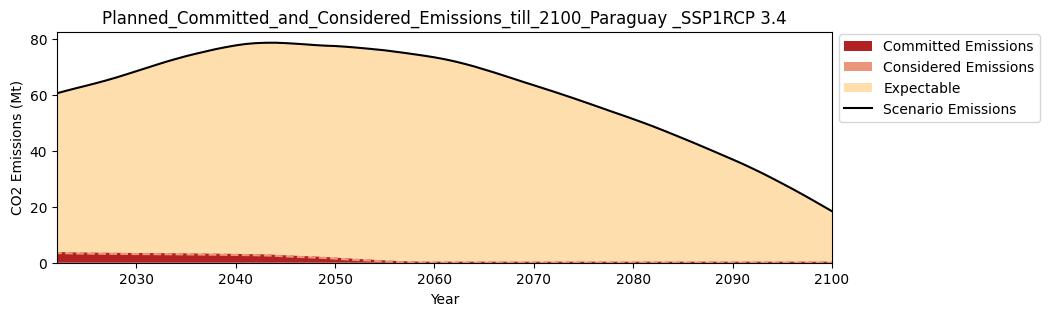 Planned_Committed_and_Considered_Emissions_till_2100_Paraguay _SSP1RCP 3.4
80
60
40
20
0
CO2 Emissions (Mt)
2030 2040 2050 2060 2070 2080 2090 2100
Year
Committed Emissions
Considered Emissions
Expectable
Scenario Emissions